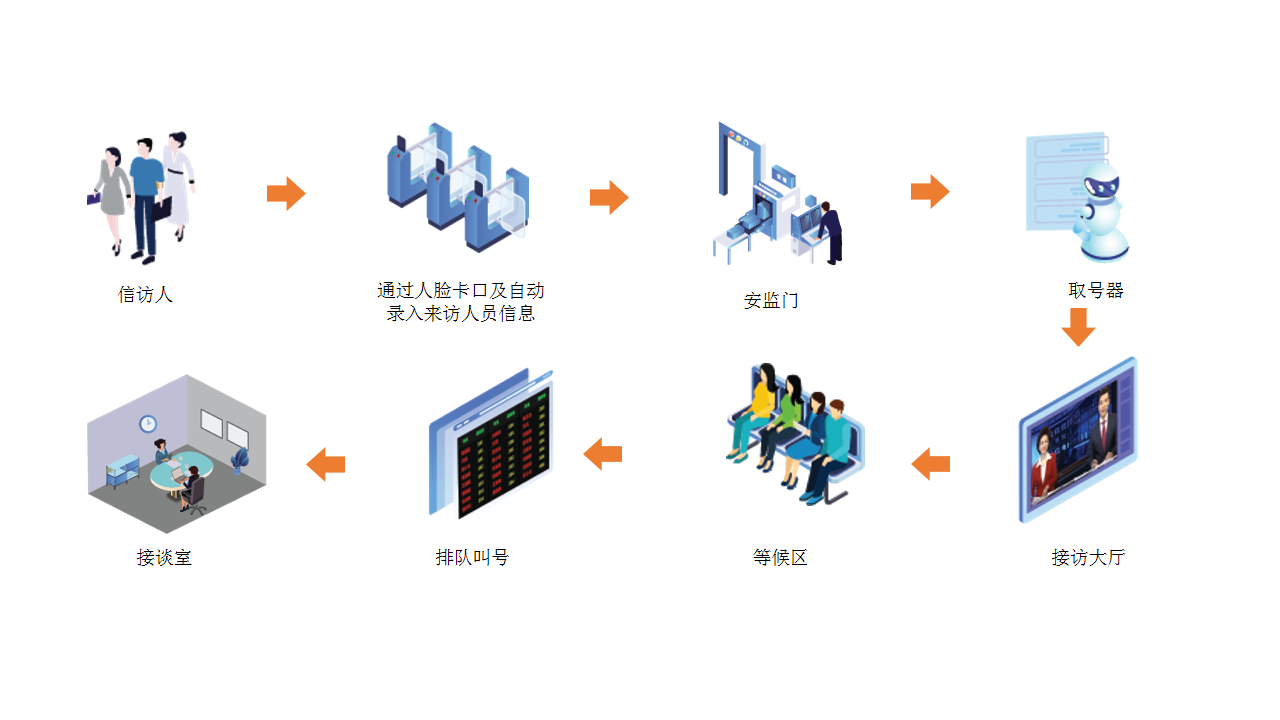 信访人
通过人脸卡口及自动
录入来访人员信息
安监门
取号器
接谈室
排队叫号
等候区
接访大厅